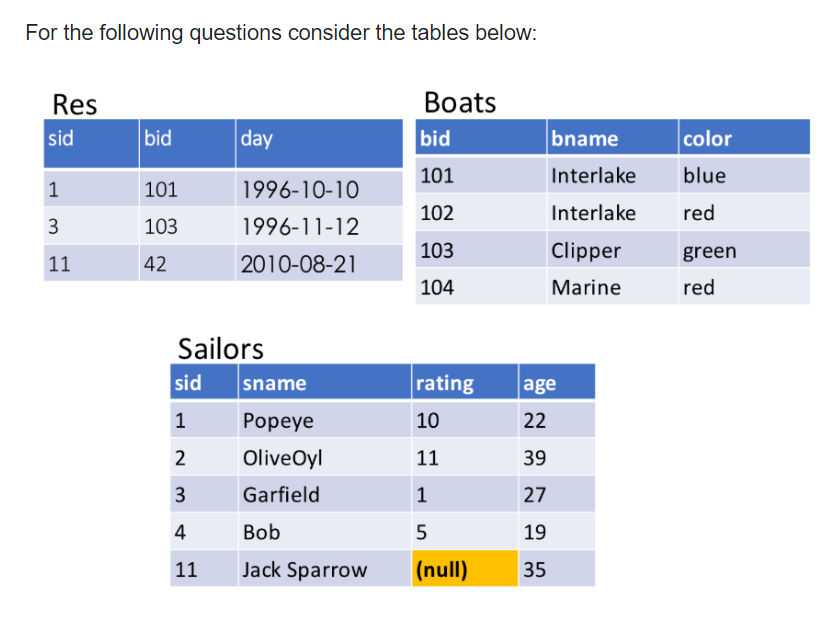 For the following questions consider the tables below:
Res
sid bid day
1 101 1996-10-10
3 103 1996-11-12
11 42 2010-08-21
Boats
bid bname color
101 Interlake blue
102 Interlake red
103 Clipper green
104 Marine red
Sailors
sid sname rating age
1 Popeye 10 22
2 OliveOyl 11 39
3 Garfield 1 27
4 Bob 5 19
11 Jack Sparrow (null) 35